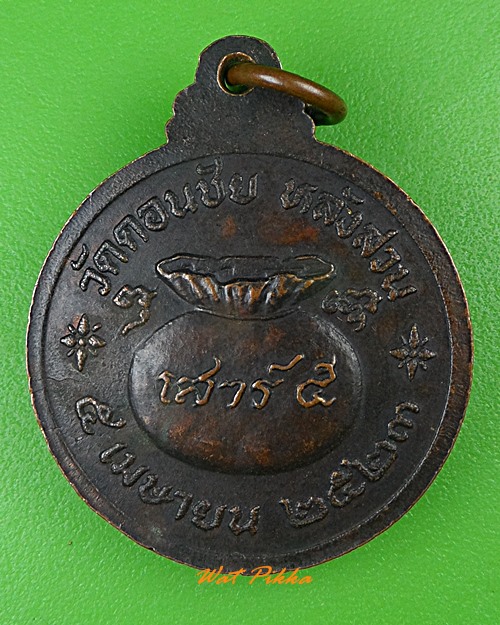 วัดดอนชัย หลังสวน
เสาร์ ๕
๕ เมษายน ๒๕๒๓
Wat Pikka